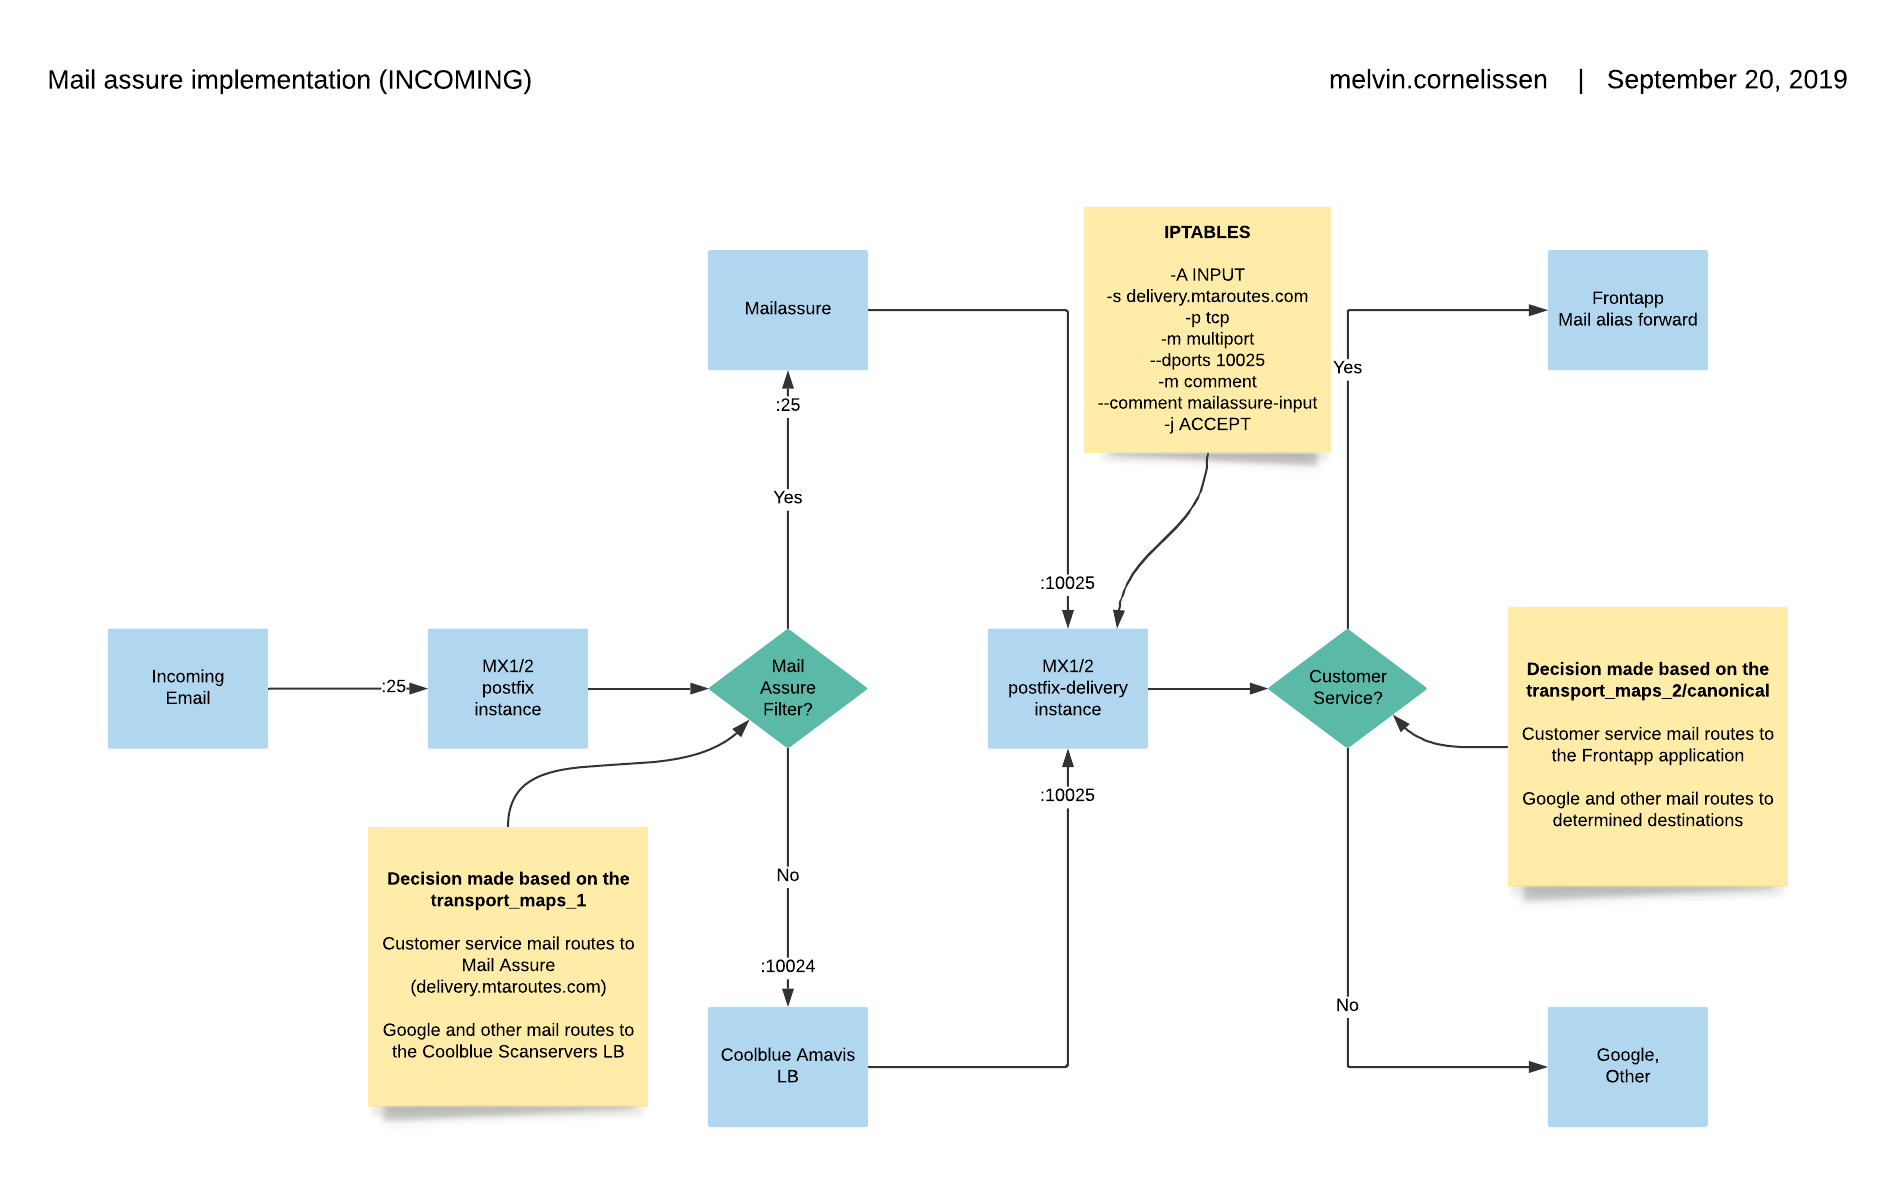 Mail assure implementation (INCOMING)
melvin.cornelissen | September 20, 2019
IPTABLES
-A INPUT
-s delivery.mtaroutes.com
-p tcp
-m multiport
--dports 10025
-m comment
--comment mailassure-input
-j ACCEPT
Mailassure
Frontapp
Mail alias forward
Yes
:25
Yes
:10025
Incoming
Email
:25
MX1/2
postfix
instance
Mail
Assure
Filter?
MX1/2
postfix-delivery
instance
Customer
Service?
Decision made based on the
transport_maps_2/canonical
Customer service mail routes to
the Frontapp application
Google and other mail routes to
determined destinations
:10025
No
Decision made based on the
transport_maps_1
Customer service mail routes to
Mail Assure
(delivery.mtaroutes.com)
Google and other mail routes to
the Coolblue Scanservers LB
:10024
No
Coolblue Amavis
LB
Google,
Other